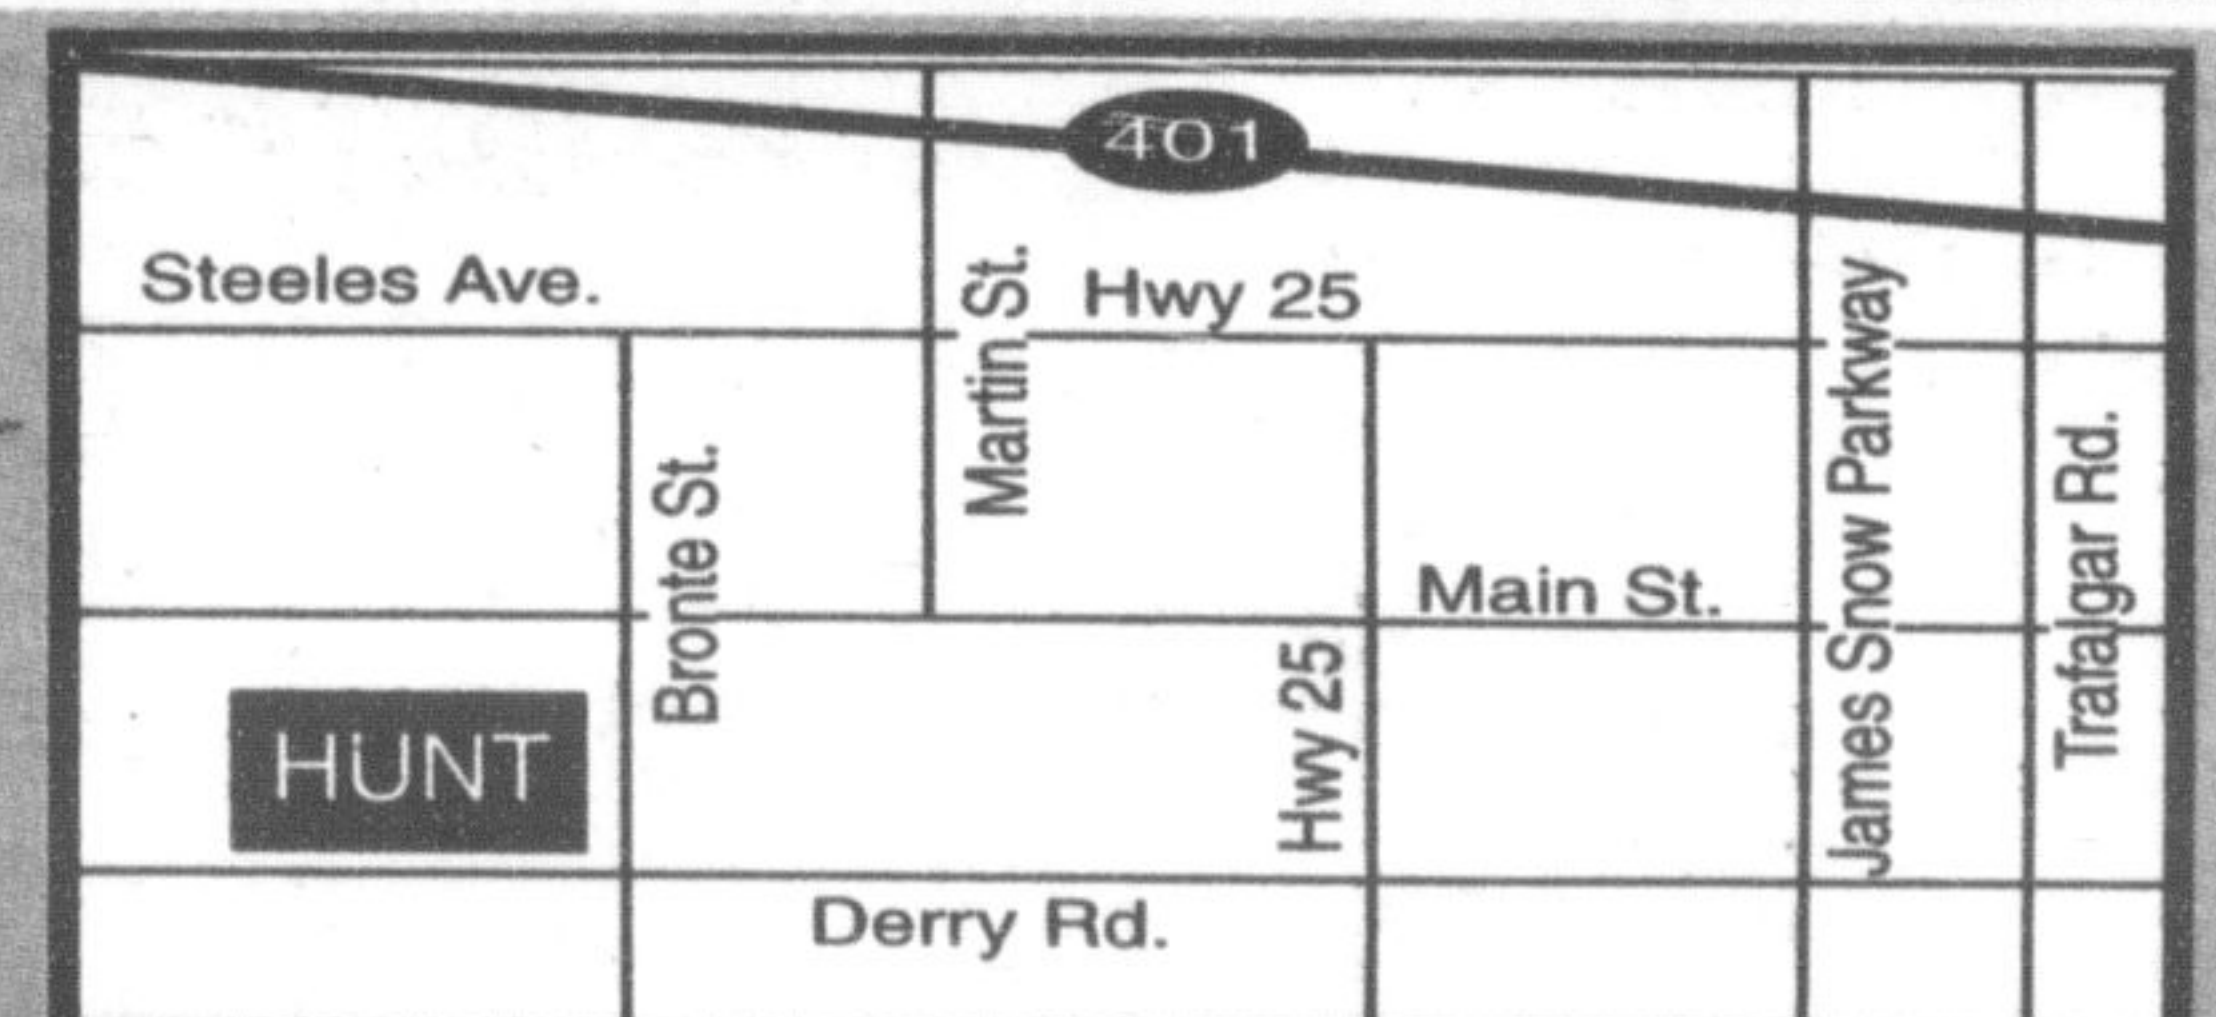 401
Steeles Ave.
Martin St.
Hwy 25
Bronte St.
Main St.
James Snow Parkway
Trafalgar Rd.
HUNT
Hwy 25
Derry Rd.